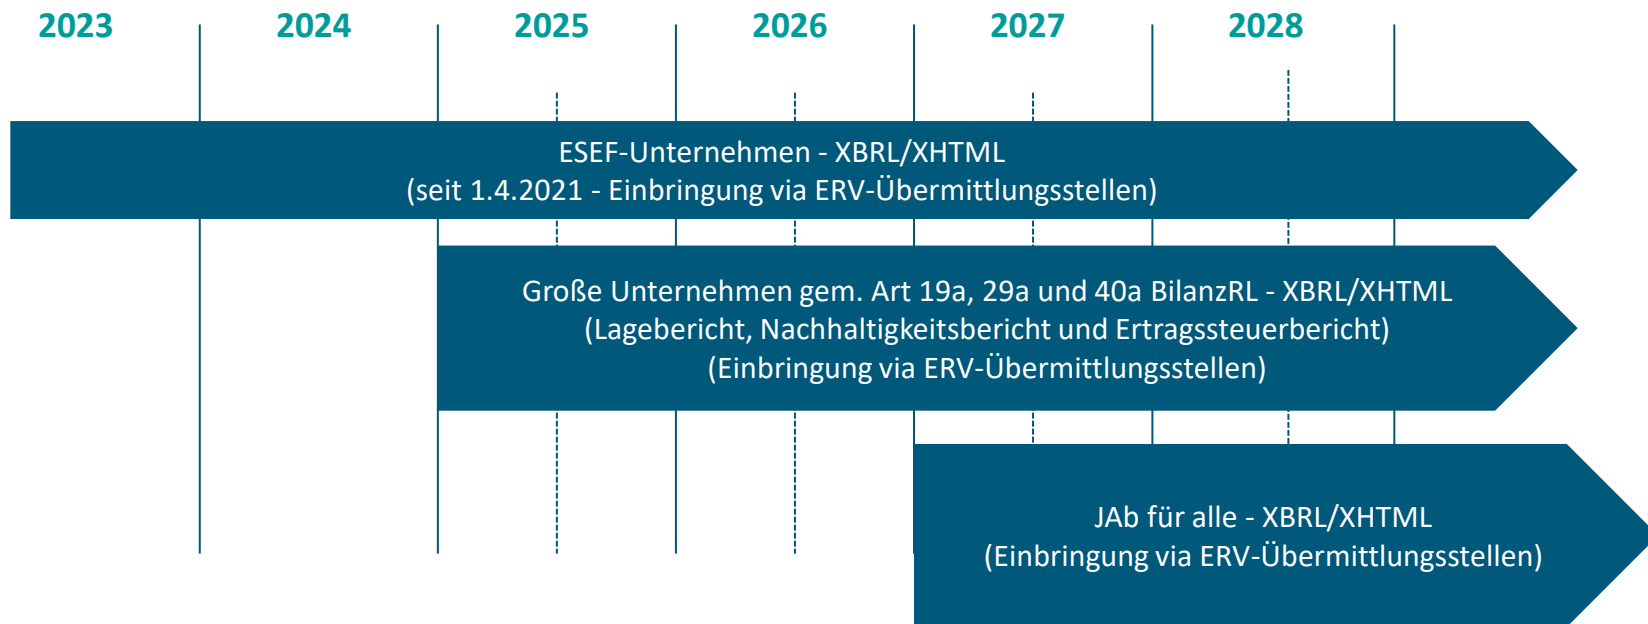 2023 2024 2025 2026 2027 2028
ESEF-Unternehmen - XBRL/XHTML
(seit 1.4.2021 - Einbringung via ERV-Übermittlungsstellen)
Große Unternehmen gem. Art 19a, 29a und 40a BilanzRL - XBRL/XHTML
(Lagebericht, Nachhaltigkeitsbericht und Ertragssteuerbericht)
(Einbringung via ERV-Übermittlungsstellen)
JAb für alle - XBRL/XHTML
(Einbringung via ERV-Übermittlungsstellen)